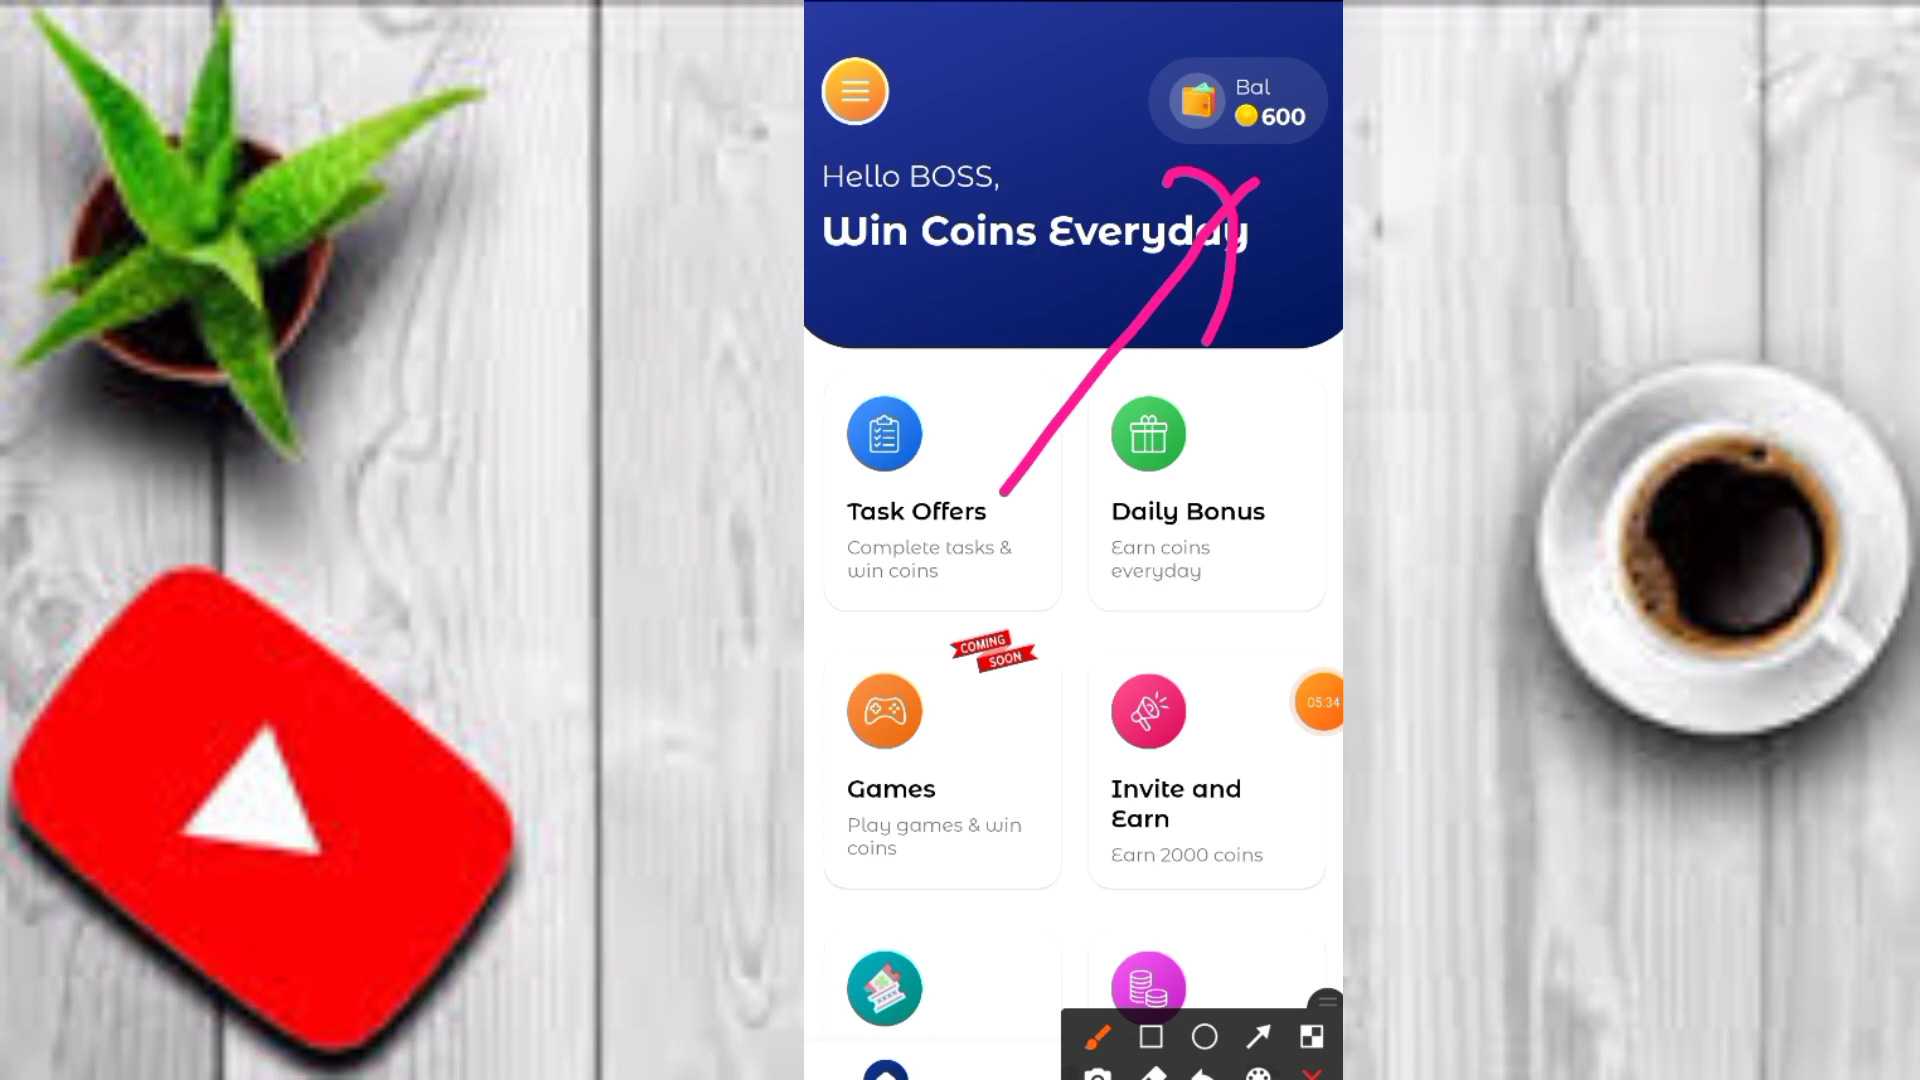 Bal
600
Hello BOSS,
Win Coins Everyday
Task Offers
Complete tasks &
win coins
Daily Bonus
Earn coins
everyday
COMING
SOON
Games
Play games & win
coins
Invite and
Earn
Earn 2000 coins
05:34